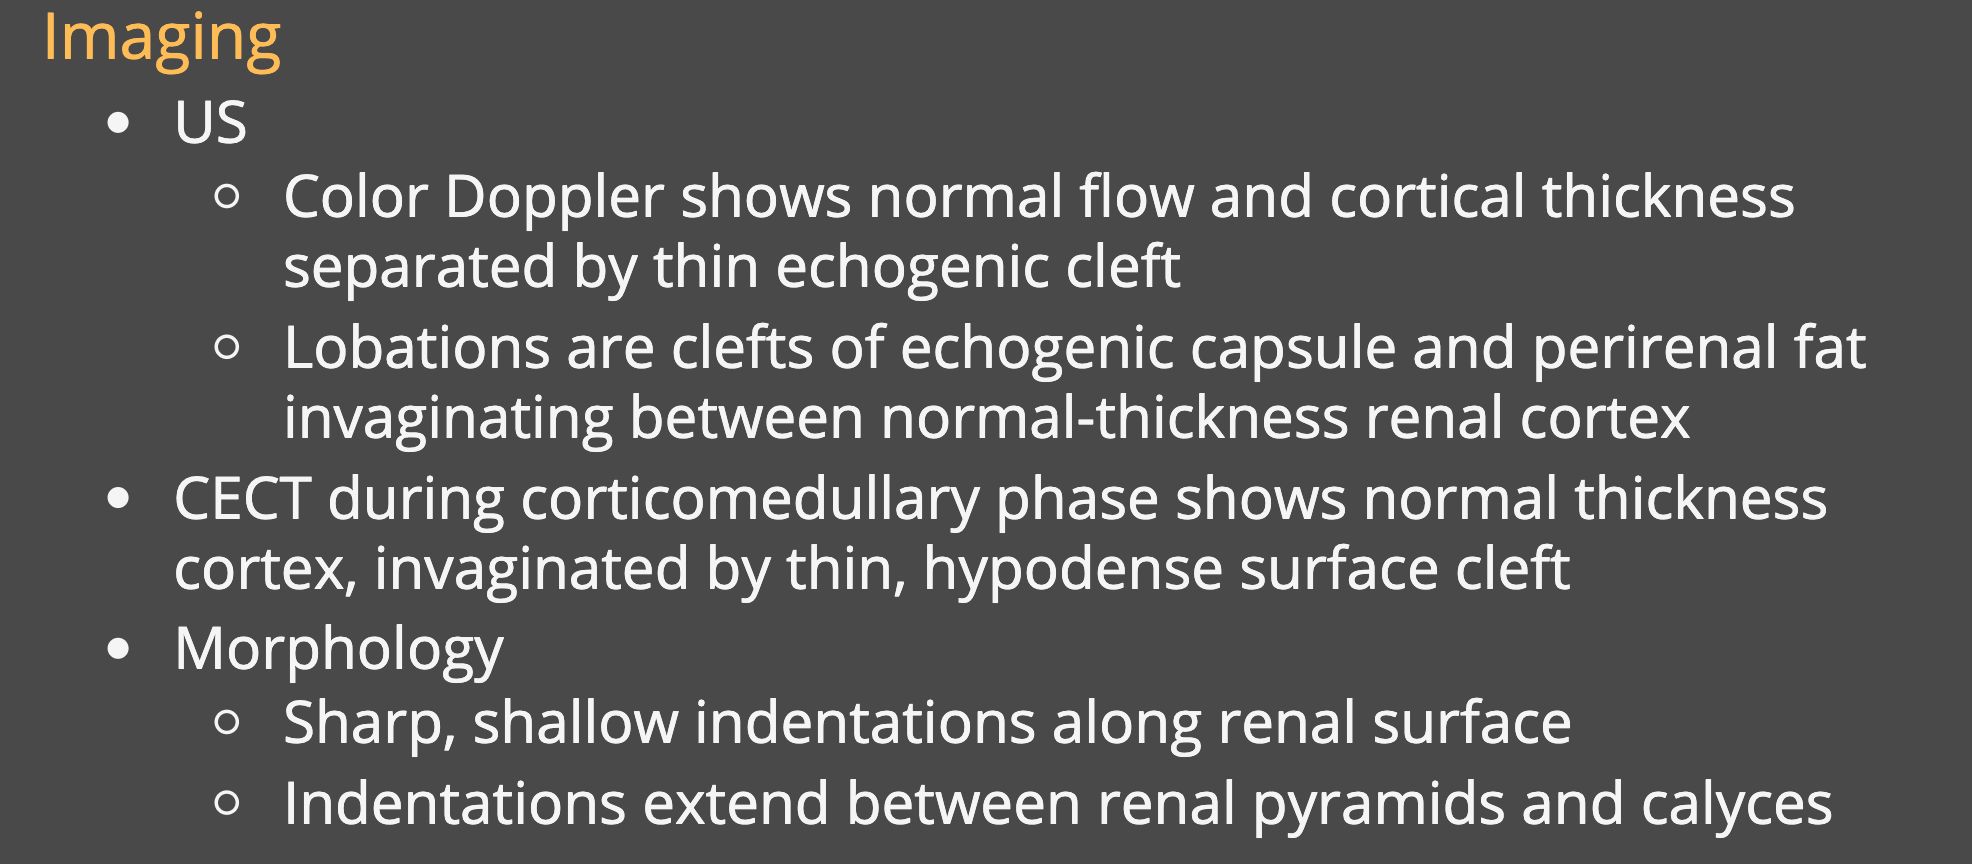 Imaging
• US
○ Color Doppler shows normal flow and cortical thickness
separated by thin echogenic cleft
○ Lobations are clefts of echogenic capsule and perirenal fat
invaginating between normal-thickness renal cortex
• CECT during corticomedullary phase shows normal thickness
cortex, invaginated by thin, hypodense surface cleft
• Morphology
○ Sharp, shallow indentations along renal surface
○ Indentations extend between renal pyramids and calyces